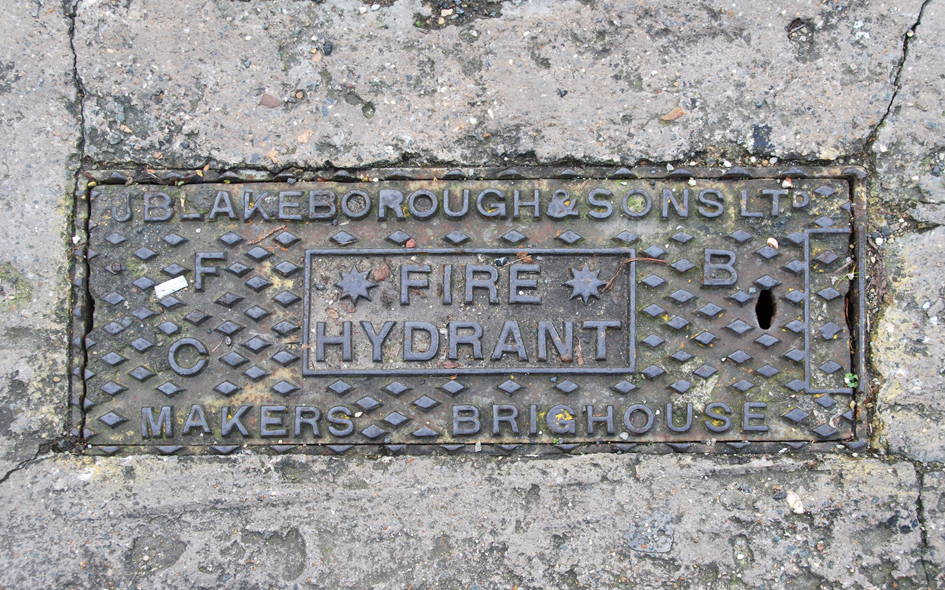 J BLAKEBOROUGH & SONS LTD
F B
FIRE
HYDRANT
C
MAKERS BRIGHOUSE